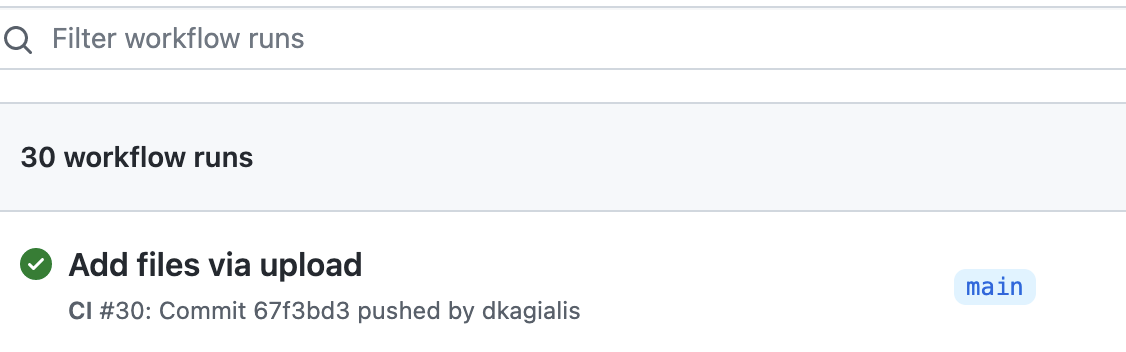 Filter workflow runs
30 workflow runs
Add files via upload
CI #30: Commit 67f3bd3 pushed by dkagialis
main